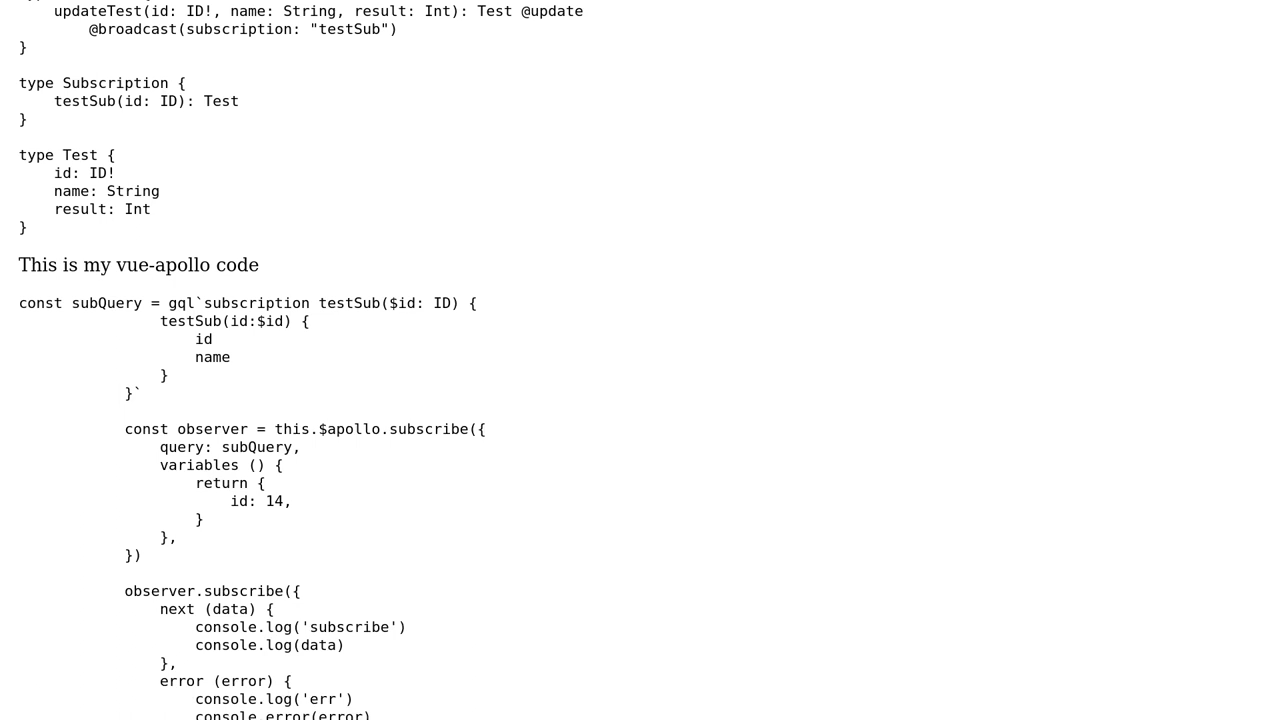 updateTest(id: ID!, name: String, result: Int): Test @update
@broadcast(subscription: "testSub")
}
type Subscription {
testSub(id: ID): Test
}
type Test {
id: ID!
name: String
result: Int
}
This is my vue-apollo code
const subQuery = gql`subscription testSub($id: ID) {
testSub(id:$id) {
id
name
}
}`
const observer = this.$apollo.subscribe({
query: subQuery,
variables () {
return {
id: 14,
}
},
})
observer.subscribe({
next (data) {
console.log('subscribe')
console.log(data)
},
error (error) {
console.log('err')
console.error(error)